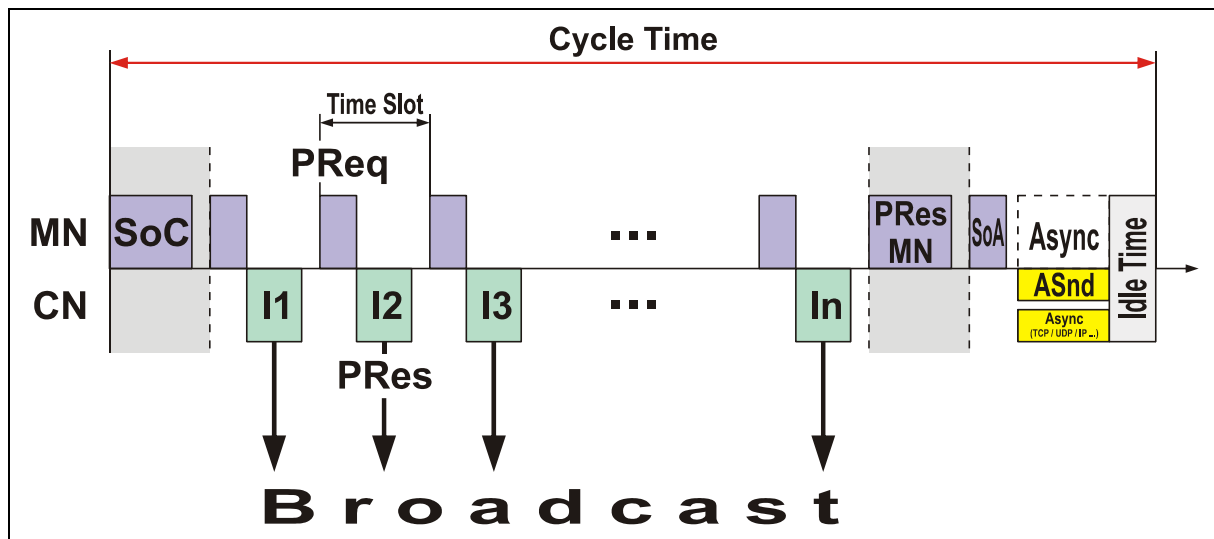 Cycle Time
Time Slot
PReq
MN
SoC
...
PRes
MN
SoA
Async
Idle Time
CN
I1
I2
I3
...
In
ASnd
Async
(TCP / UDP / IP ...)
PRes
Broadcast